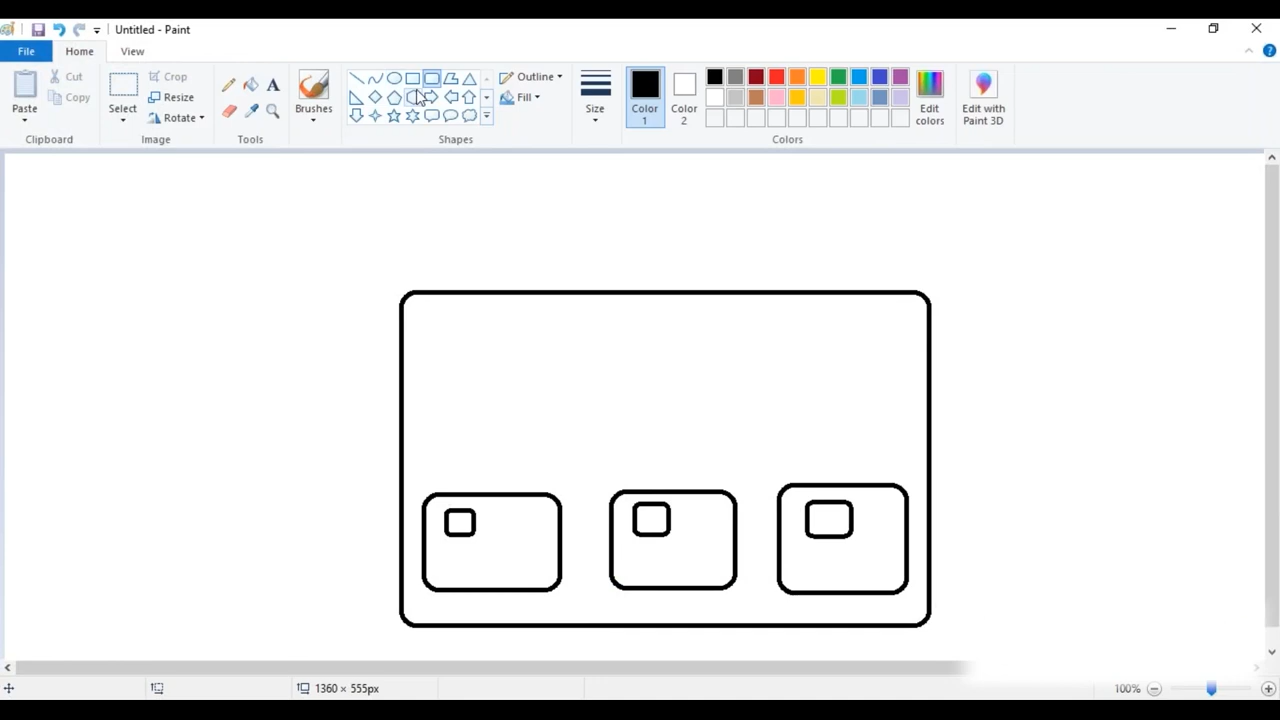 Untitled - Paint
File Home View
Paste
Cut
Copy
Clipboard
Select
Crop
Resize
Rotate
Image
Tools
Brushes
Shapes
Outline
Fill
Size
Color 1
Color 2
Colors
Edit colors
Edit with Paint 3D
1360 × 555px
100%